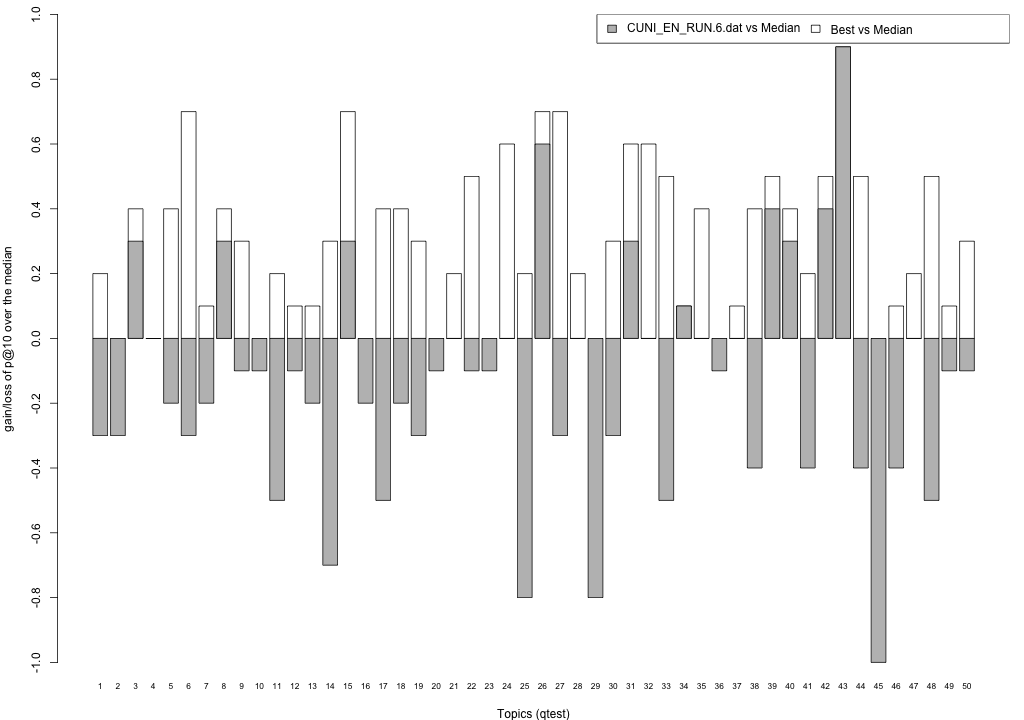 CUNI_EN_RUN.6.dat vs Median Best vs Median
gain/loss of p@10 over the median
1.0
0.8
0.6
0.4
0.2
0.0
-0.2
-0.4
-0.6
-0.8
-1.0
1 2 3 4 5 6 7 8 9 10 11 12 13 14 15 16 17 18 19 20 21 22 23 24 25 26 27 28 29 30 31 32 33 34 35 36 37 38 39 40 41 42 43 44 45 46 47 48 49 50
Topics (qtest)